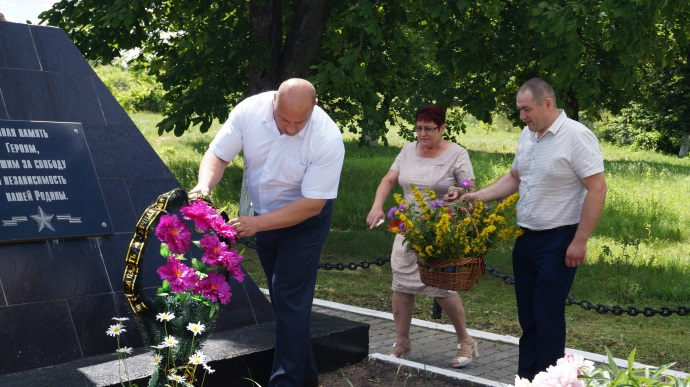 НАЯ ПАМЯТЬ
ГЕРОЯМ,
ШИМ ЗА СВОБОДУ
НЕЗАВИСИМОСТЬ
НАШЕЙ РОДИНЫ.